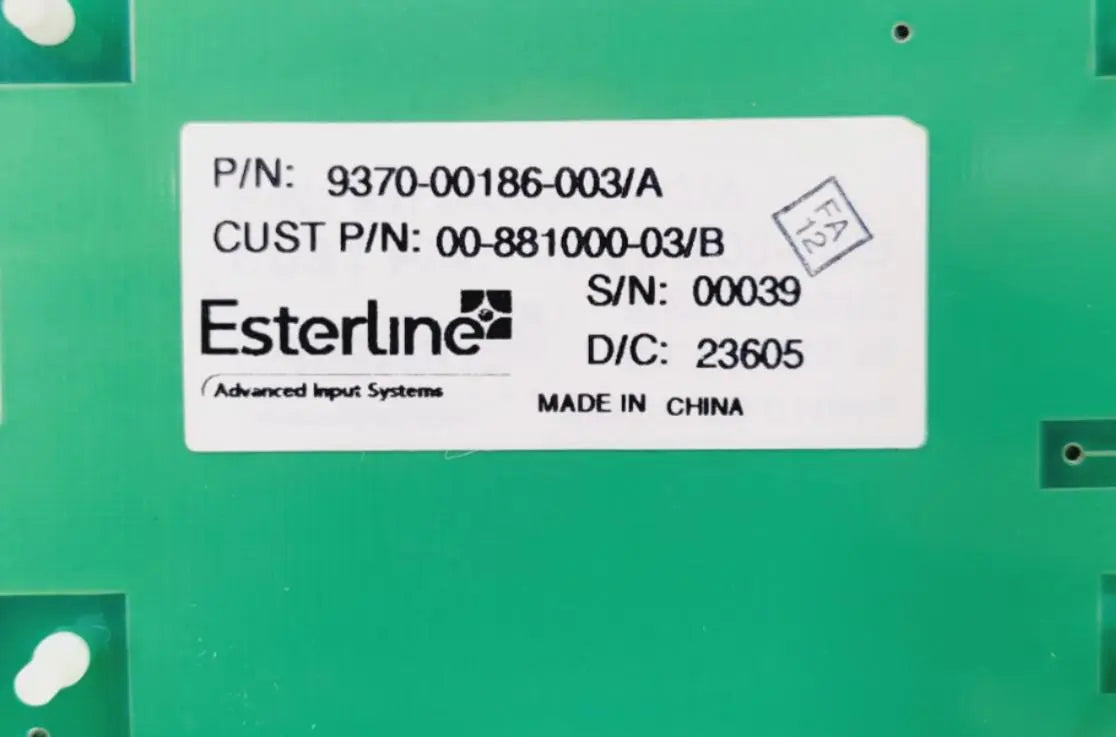 P/N: 9370-00186-003/A
CUST P/N: 00-881000-03/B
FA
12
S/N: 00039
Esterline
D/C: 23605
Advanced Input Systems
MADE IN CHINA